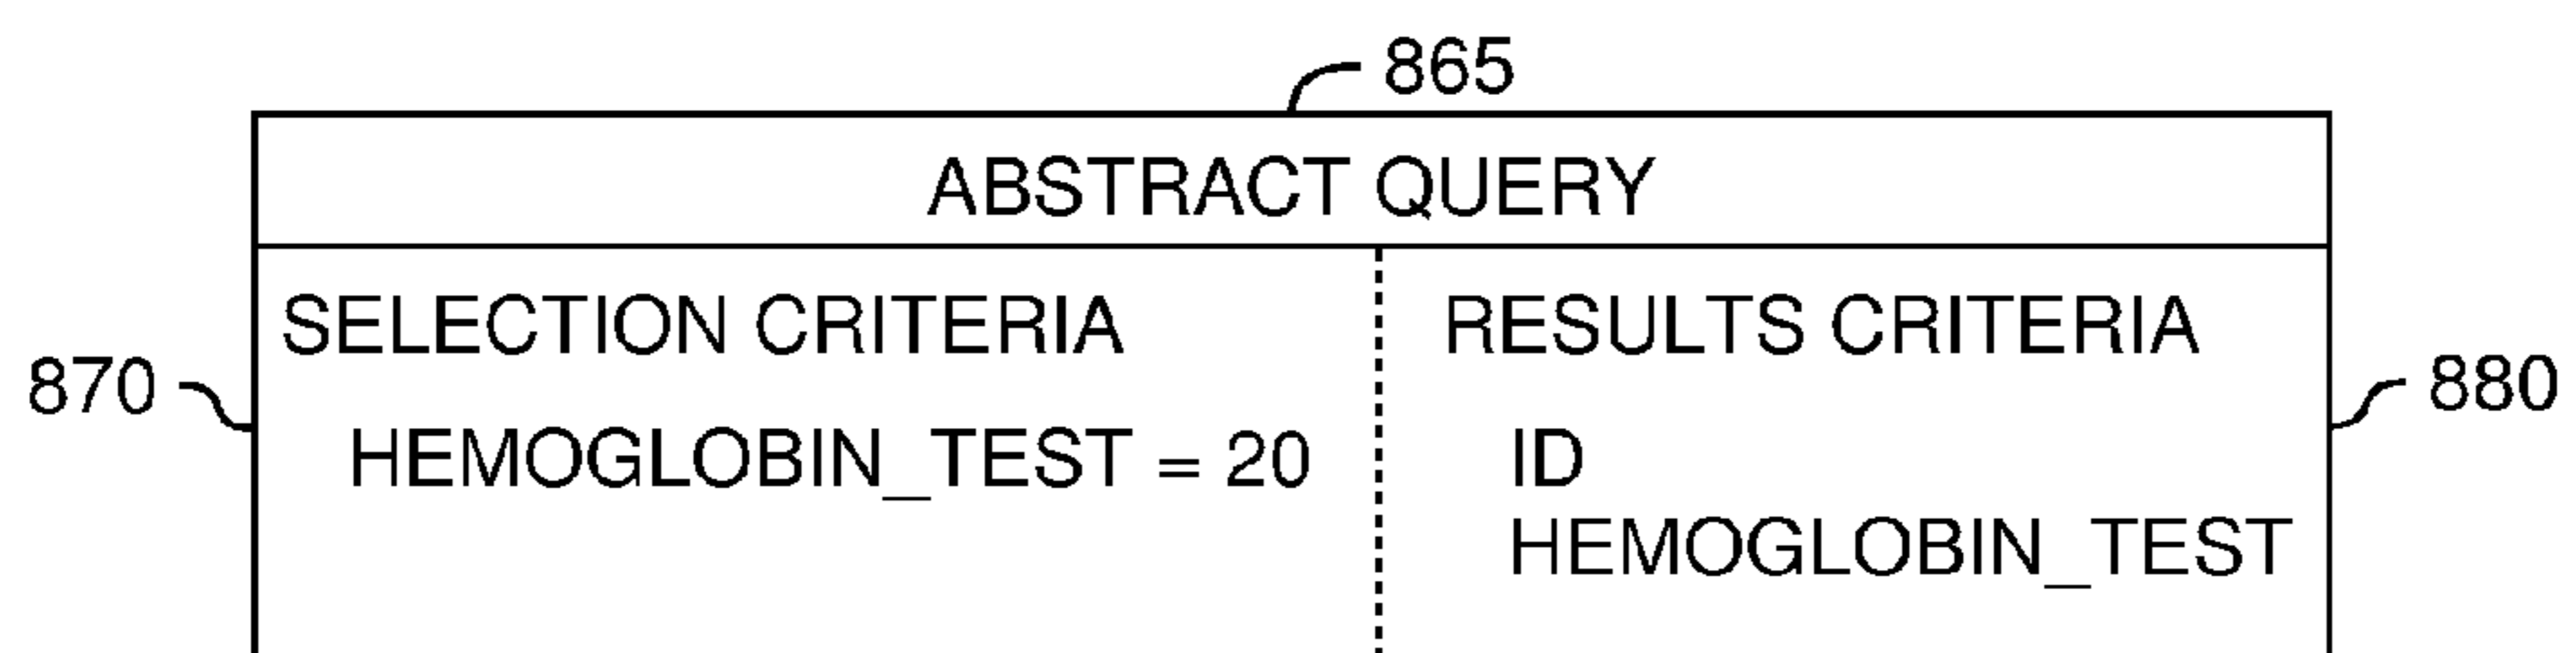 865
ABSTRACT QUERY
SELECTION CRITERIA
RESULTS CRITERIA
870
880
HEMOGLOBIN_TEST = 20
ID
HEMOGLOBIN_TEST